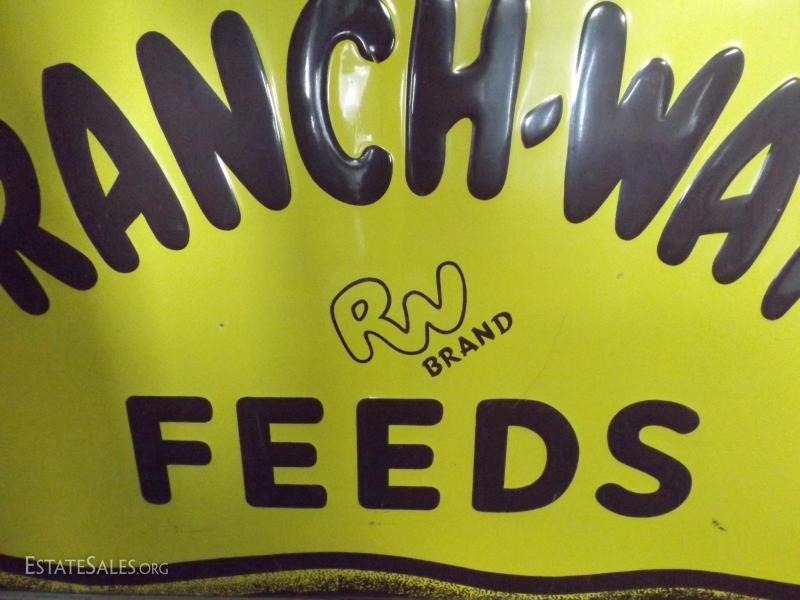 RANCH-WA
RW
BRAND
FEEDS
ESTATESALES.ORG